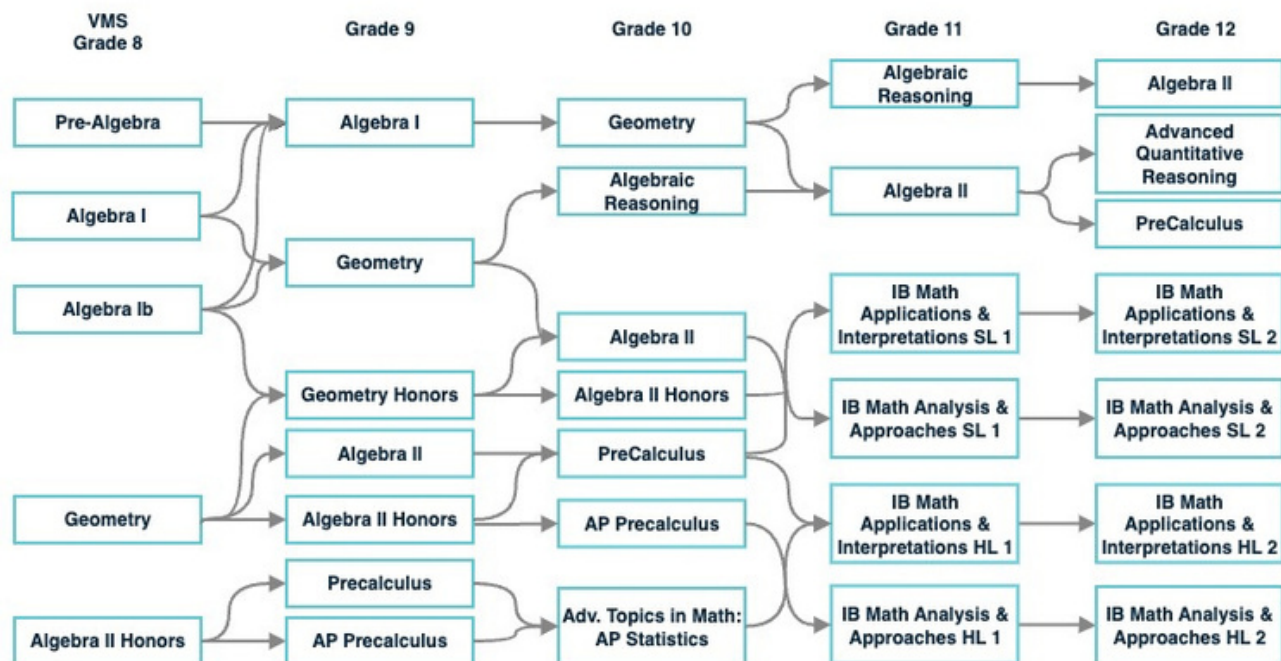 VMS
Grade 8
Grade 9
Grade 10
Grade 11
Grade 12
Pre-Algebra
Algebra I
Algebra Ib
Geometry
Algebra II Honors
Algebra I
Geometry
Geometry Honors
Algebra II
Algebra II Honors
Precalculus
AP Precalculus
Geometry
Algebraic
Reasoning
Algebra II
Algebra II Honors
PreCalculus
AP Precalculus
Adv. Topics in Math:
AP Statistics
Algebraic
Reasoning
Algebra II
IB Math
Applications &
Interpretations SL 1
IB Math Analysis &
Approaches SL 1
IB Math
Applications &
Interpretations HL 1
IB Math Analysis &
Approaches HL 1
Algebra II
Advanced
Quantitative
Reasoning
PreCalculus
IB Math
Applications &
Interpretations SL 2
IB Math Analysis &
Approaches SL 2
IB Math
Applications &
Interpretations HL 2
IB Math Analysis &
Approaches HL 2